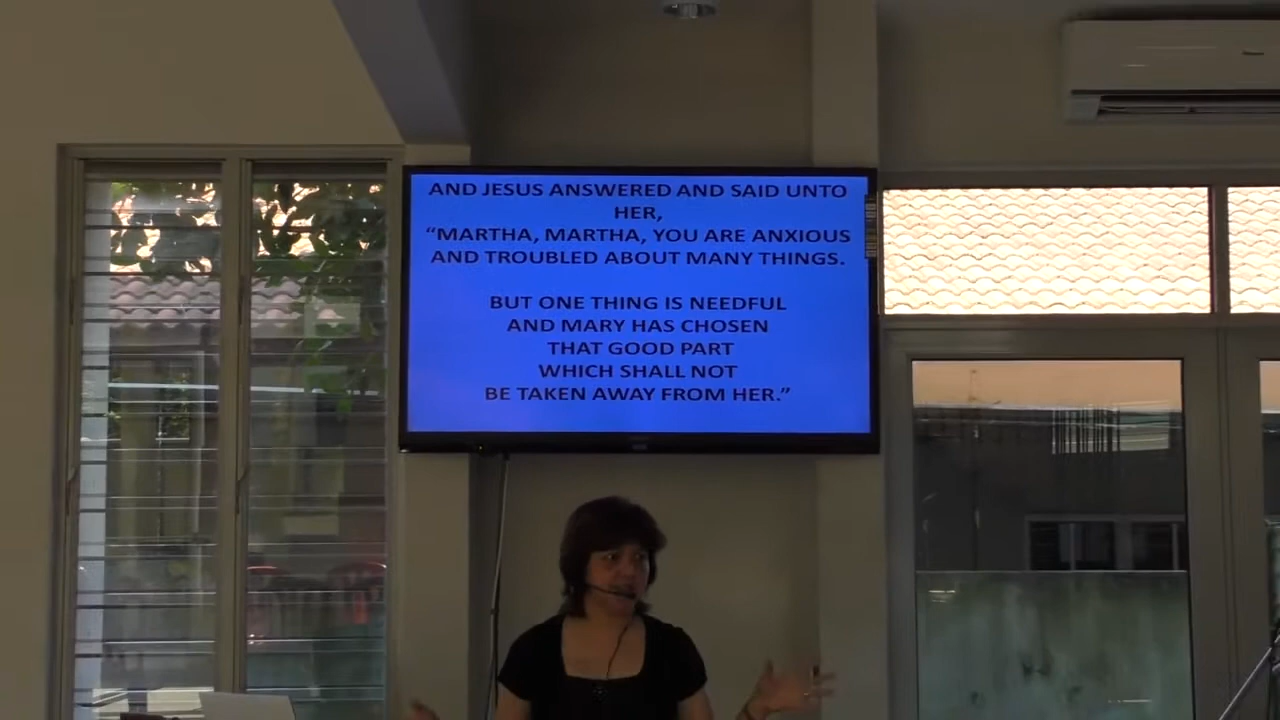 AND JESUS ANSWERED AND SAID UNTO
HER,
“MARTHA, MARTHA, YOU ARE ANXIOUS
AND TROUBLED ABOUT MANY THINGS.
BUT ONE THING IS NEEDFUL
AND MARY HAS CHOSEN
THAT GOOD PART
WHICH SHALL NOT
BE TAKEN AWAY FROM HER.”